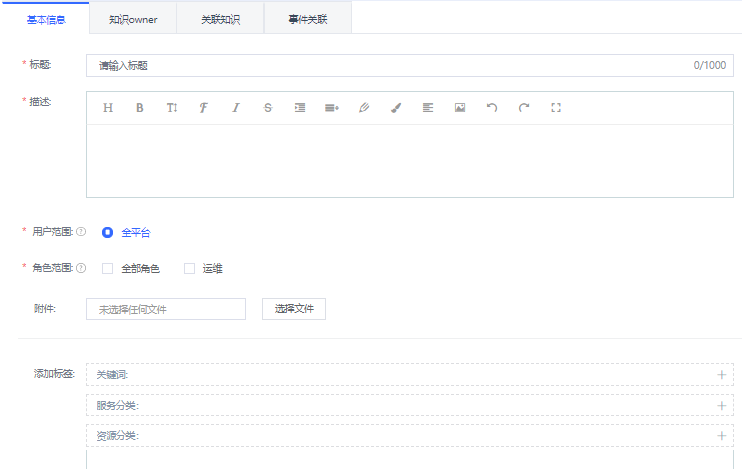 基本信息 知识owner 关联知识 事件关联
* 标题: 请输入标题 0/1000
* 描述: H B T F I S
* 用户范围: ? 全平台
* 角色范围: ? 全部角色 运维
附件: 未选择任何文件 选择文件
添加标签: 关键词: +
服务分类: +
资源分类: +